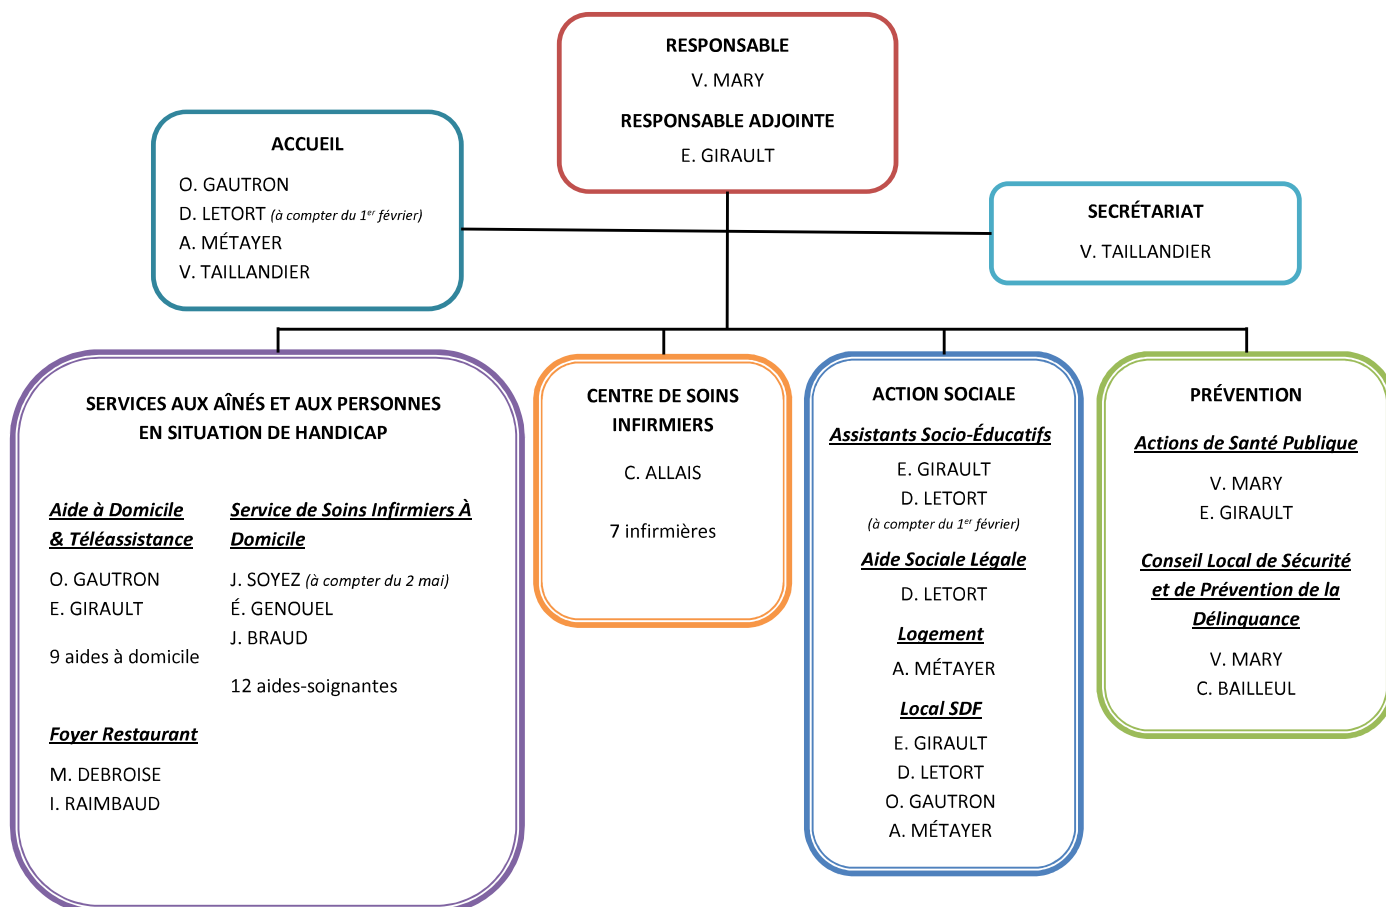 RESPONSABLE
V. MARY
RESPONSABLE ADJOINTE
E. GIRAULT
ACCUEIL
O. GAUTRON
D. LETORT (à compter du 1er février)
A. MÉTAYER
V. TAILLANDIER
SECRÉTARIAT
V. TAILLANDIER
SERVICES AUX AÎNÉS ET AUX PERSONNES
EN SITUATION DE HANDICAP
Aide à Domicile
& Téléassistance
O. GAUTRON
E. GIRAULT
9 aides à domicile
Service de Soins Infirmiers À
Domicile
J. SOYEZ (à compter du 2 mai)
É. GENOUEL
J. BRAUD
12 aides-soignantes
Foyer Restaurant
M. DEBROISE
I. RAIMBAUD
CENTRE DE SOINS
INFIRMIERS
C. ALLAIS
7 infirmières
ACTION SOCIALE
Assistants Socio-Éducatifs
E. GIRAULT
D. LETORT
(à compter du 1er février)
Aide Sociale Légale
D. LETORT
Logement
A. MÉTAYER
Local SDF
E. GIRAULT
D. LETORT
O. GAUTRON
A. MÉTAYER
PRÉVENTION
Actions de Santé Publique
V. MARY
E. GIRAULT
Conseil Local de Sécurité
et de Prévention de la
Délinquance
V. MARY
C. BAILLEUL